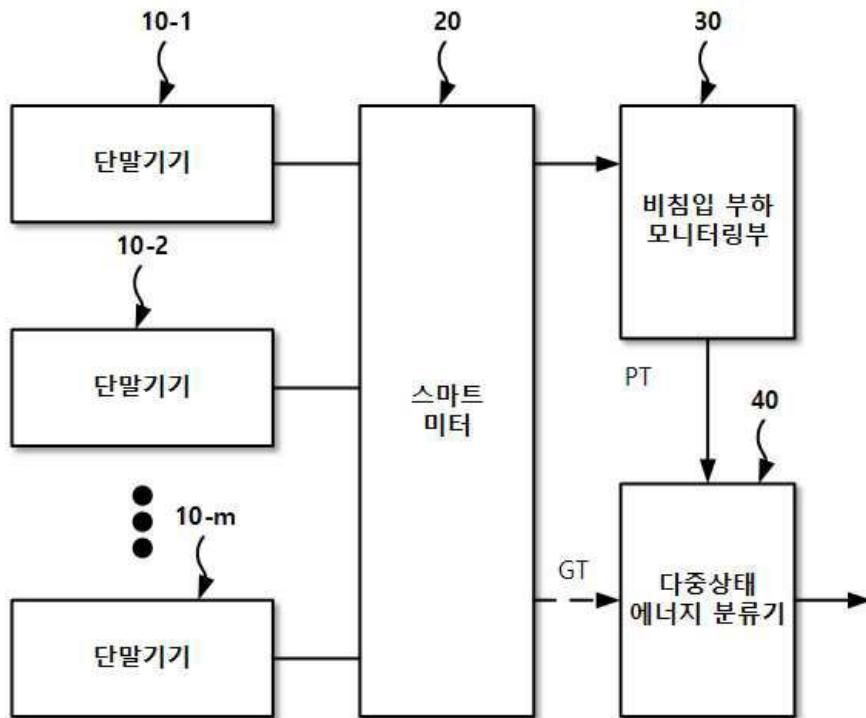 10-1
20
30
단말기기
비침입 부하
모니터링부
10-2
단말기기
스마트
미터
PT
40
10-m
GT
다중상태
에너지 분류기
단말기기